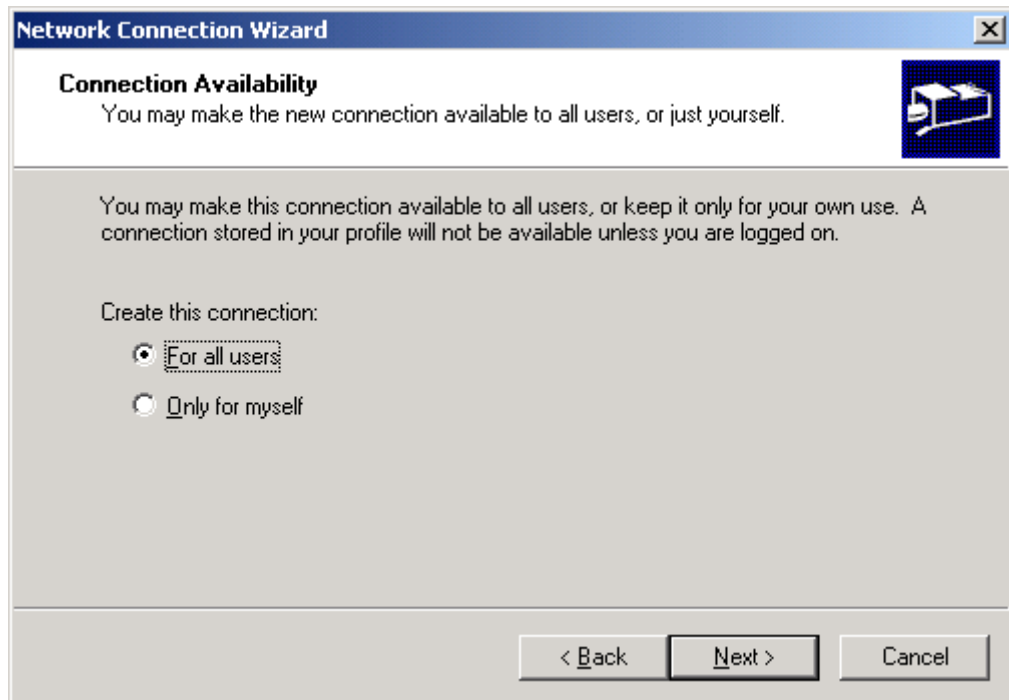 Network Connection Wizard
Connection Availability
You may make the new connection available to all users, or just yourself.
You may make this connection available to all users, or keep it only for your own use.  A
connection stored in your profile will not be available unless you are logged on.
Create this connection:
For all users
Only for myself
< Back
Next >
Cancel